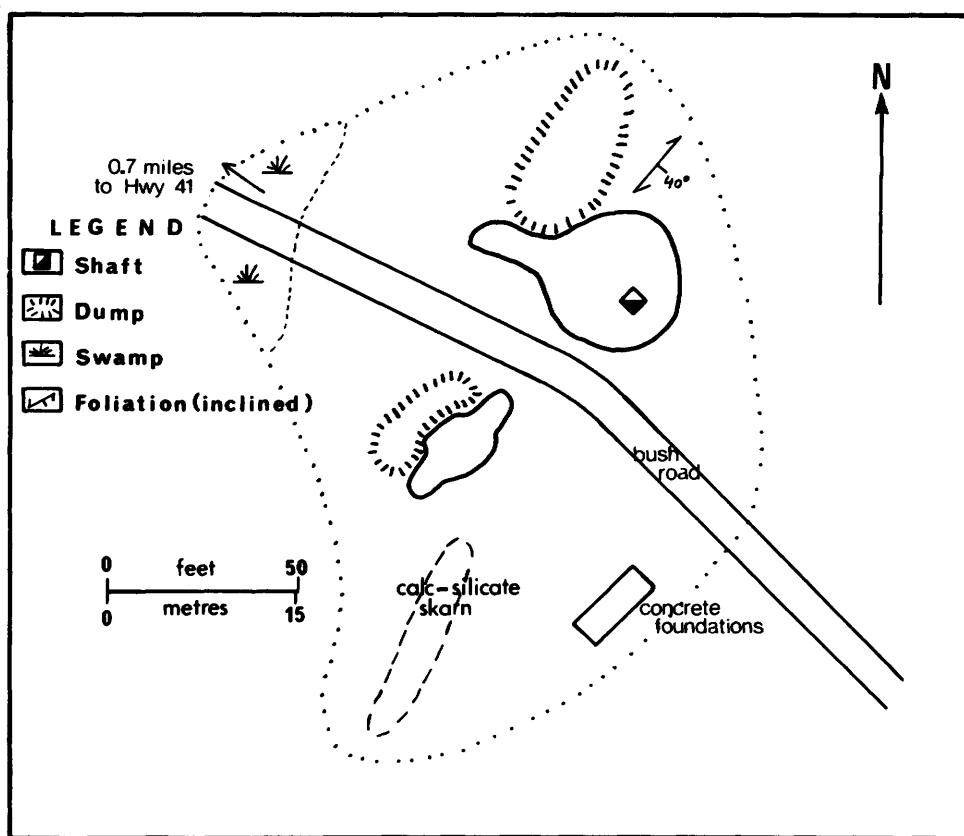 N
0.7 miles
to Hwy 41
LEGEND
Shaft
Dump
Swamp
Foliation (inclined)
40°
bush
road
0 feet 50
0 metres 15
calc-silicate
skarn
concrete
foundations